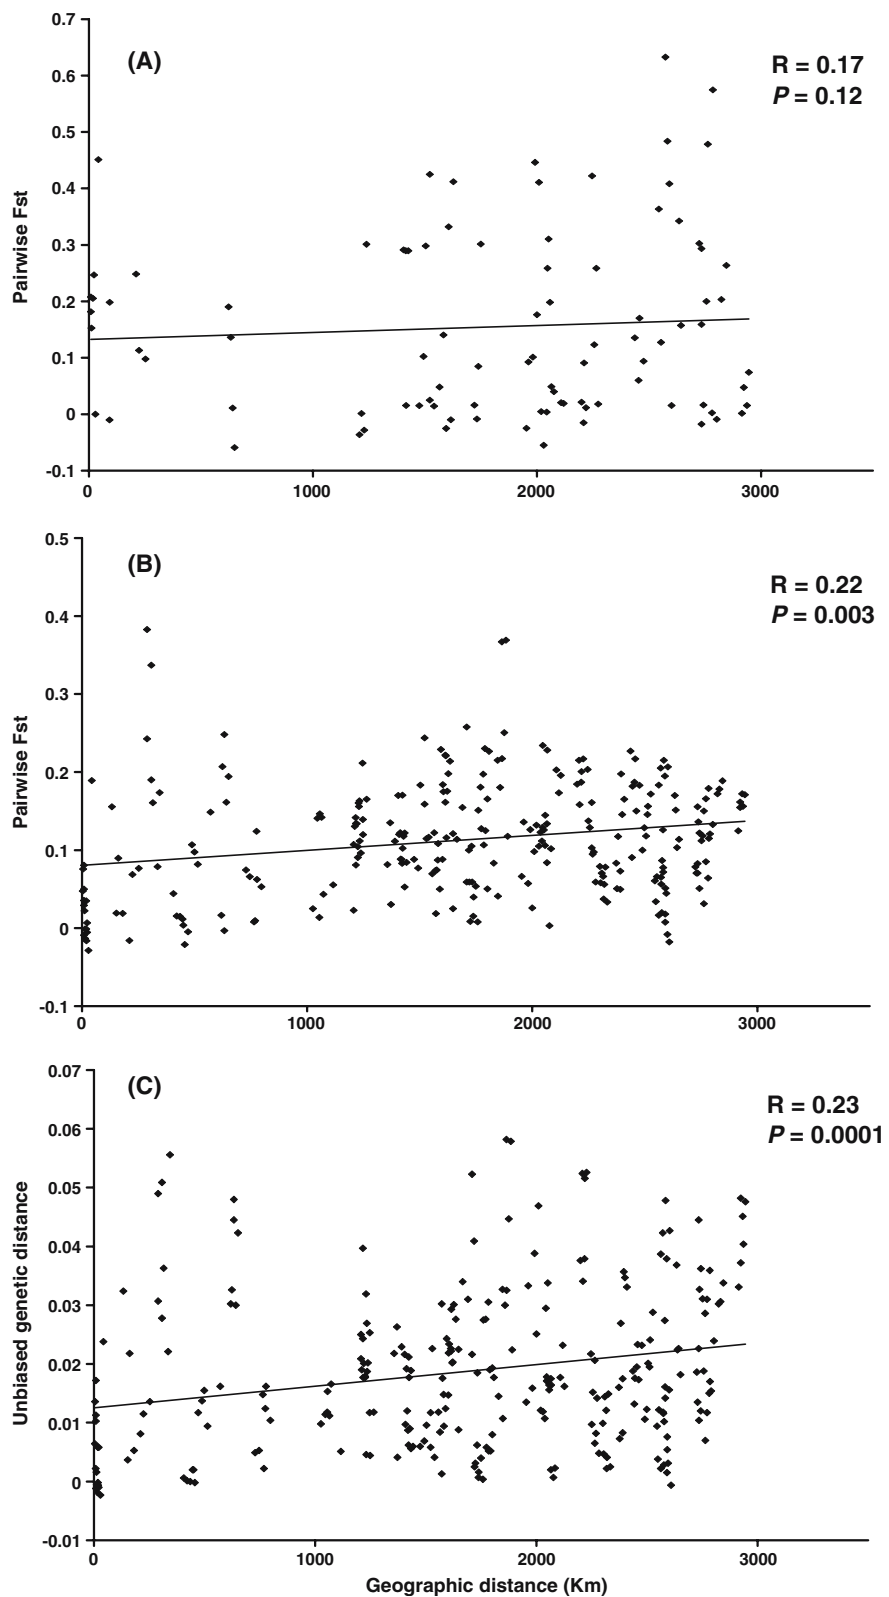 0.7
(A)
R = 0.17
P = 0.12
0.6
0.5
0.4
0.3
0.2
0.1
0
-0.1
Pairwise Fst
0 1000 2000 3000
0.5
(B)
R = 0.22
P = 0.003
0.4
0.3
0.2
0.1
0
-0.1
Pairwise Fst
0 1000 2000 3000
0.07
(C)
R = 0.23
P = 0.0001
0.06
0.05
0.04
0.03
0.02
0.01
0
-0.01
Unbiased genetic distance
0 1000 2000 3000
Geographic distance (Km)